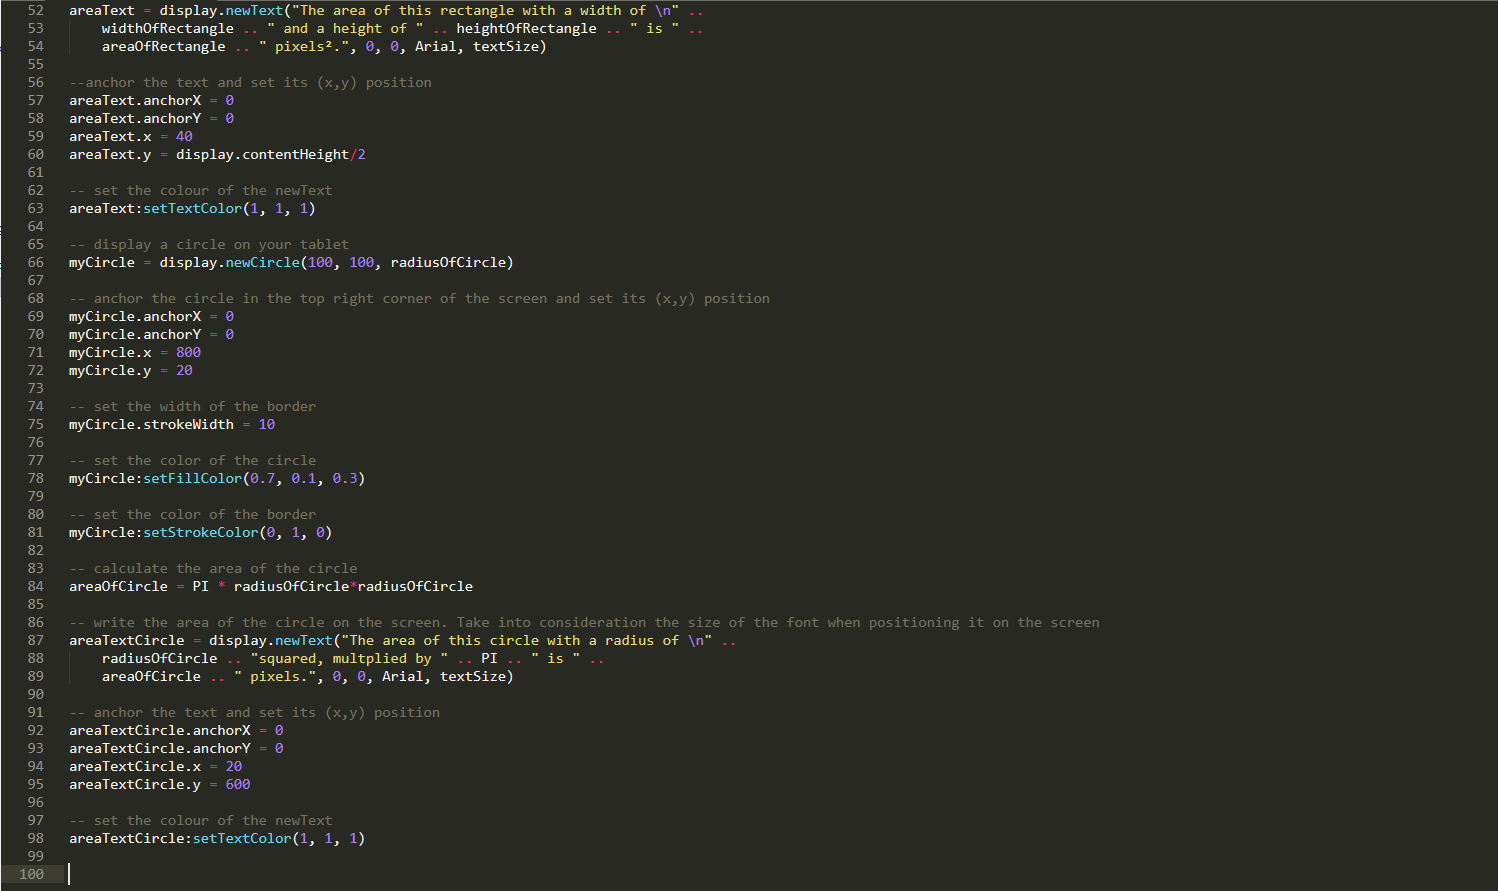 52 areaText = display.newText("The area of this rectangle with a width of \n" ..
53 widthOfRectangle .. " and a height of " .. heightOfRectangle .. " is " ..
54 areaOfRectangle .. " pixels².", 0, 0, Arial, textSize)
55
56 --anchor the text and set its (x,y) position
57 areaText.anchorX = 0
58 areaText.anchorY = 0
59 areaText.x = 40
60 areaText.y = display.contentHeight/2
61
62 -- set the colour of the newText
63 areaText:setTextColor(1, 1, 1)
64
65 -- display a circle on your tablet
66 myCircle = display.newCircle(100, 100, radiusOfCircle)
67
68 -- anchor the circle in the top right corner of the screen and set its (x,y) position
69 myCircle.anchorX = 0
70 myCircle.anchorY = 0
71 myCircle.x = 800
72 myCircle.y = 20
73
74 -- set the width of the border
75 myCircle.strokeWidth = 10
76
77 -- set the color of the circle
78 myCircle:setFillColor(0.7, 0.1, 0.3)
79
80 -- set the color of the border
81 myCircle:setStrokeColor(0, 1, 0)
82
83 -- calculate the area of the circle
84 areaOfCircle = PI * radiusOfCircle*radiusOfCircle
85
86 -- write the area of the circle on the screen. Take into consideration the size of the font when positioning it on the screen
87 areaTextCircle = display.newText("The area of this circle with a radius of \n" ..
88 radiusOfCircle .. "squared, multplied by " .. PI .. " is " ..
89 areaOfCircle .. " pixels.", 0, 0, Arial, textSize)
90
91 -- anchor the text and set its (x,y) position
92 areaTextCircle.anchorX = 0
93 areaTextCircle.anchorY = 0
94 areaTextCircle.x = 20
95 areaTextCircle.y = 600
96
97 -- set the colour of the newText
98 areaTextCircle:setTextColor(1, 1, 1)
99
100